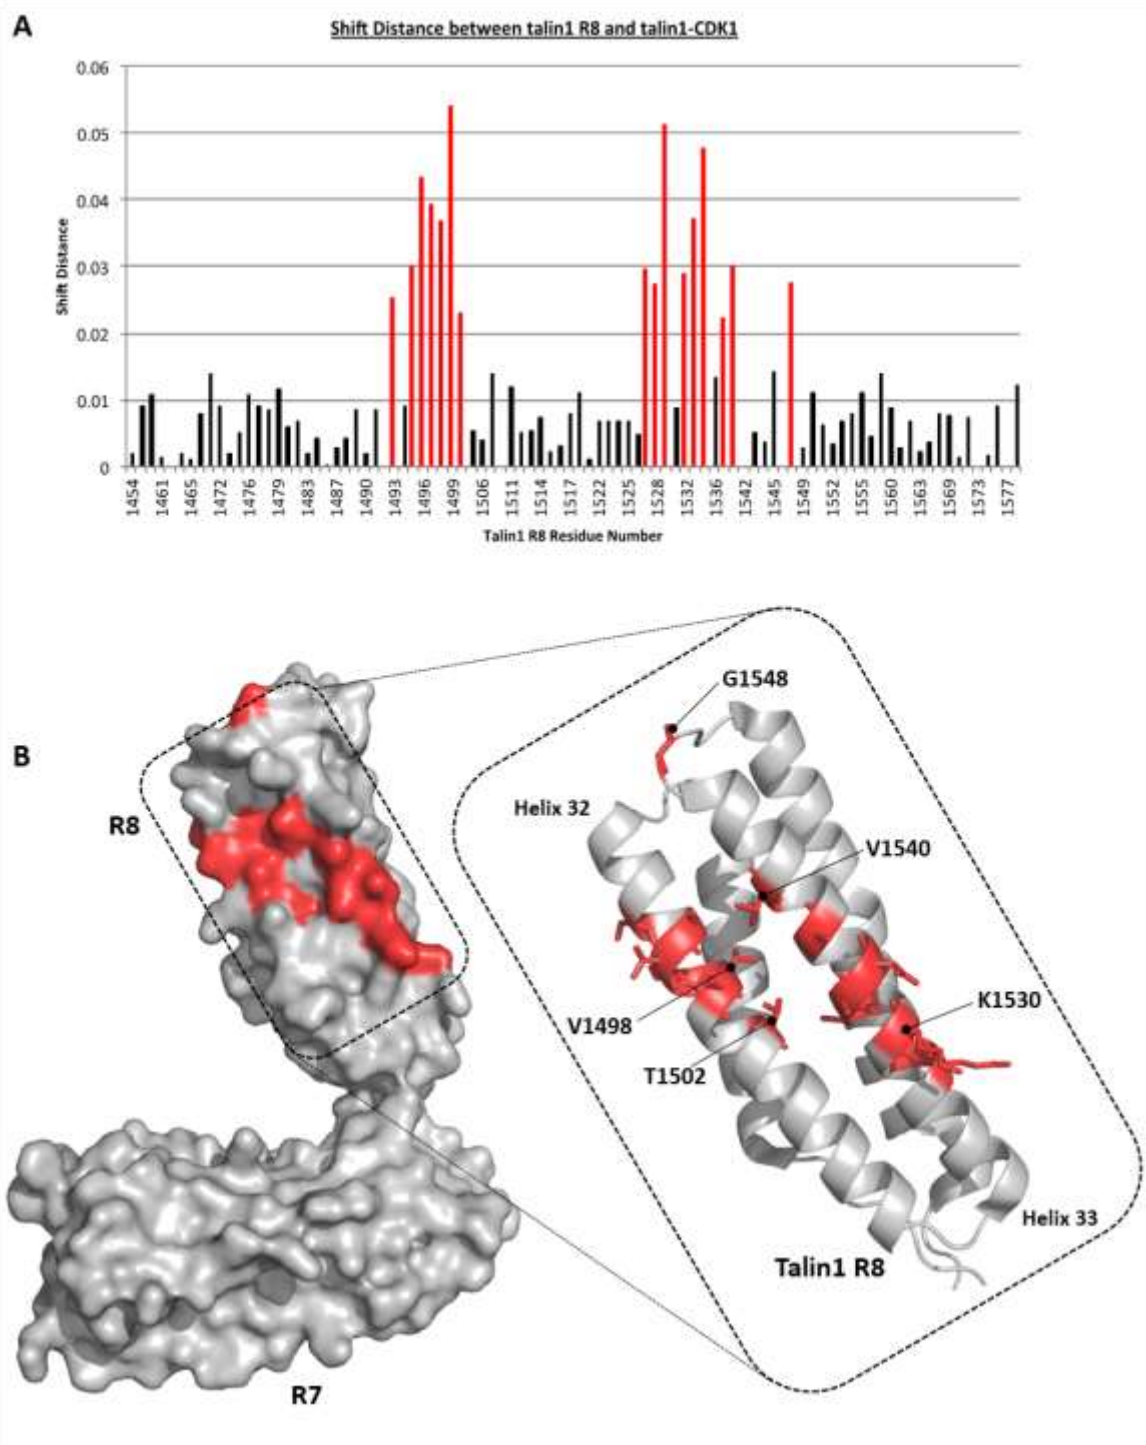 A
Shift Distance between talin1 R8 and talin1-CDK1
0.06
0.05
0.04
0.03
0.02
0.01
0
Shift Distance
1454 1461 1465 1472 1476 1479 1483 1487 1490 1493 1496 1499 1506 1511 1514 1517 1522 1525 1528 1532 1536 1542 1545 1549 1552 1555 1560 1563 1569 1573 1577
Talin1 R8 Residue Number
B
R8
G1548
Helix 32
V1540
K1530
V1498
T1502
Helix 33
Talin1 R8
R7